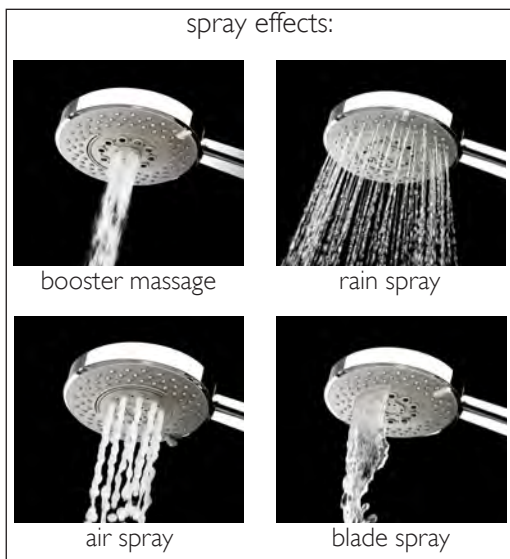 spray effects:
booster massage
rain spray
air spray
blade spray